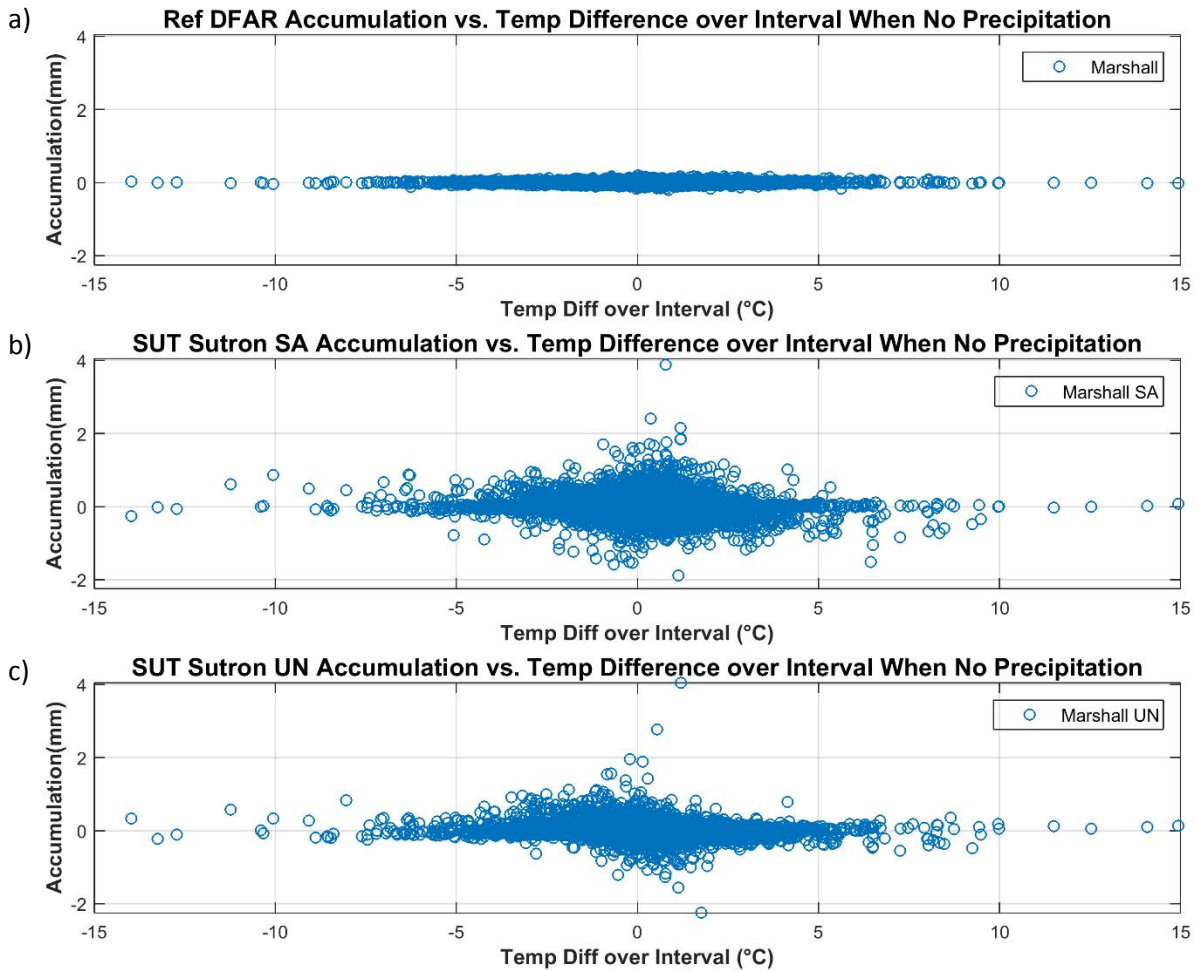 a)
Ref DFAR Accumulation vs. Temp Difference over Interval When No Precipitation
Accumulation(mm)
4
2
0
-2
Marshall
-15
-10
-5
0
5
10
15
Temp Diff over Interval (°C)
b)
SUT Sutron SA Accumulation vs. Temp Difference over Interval When No Precipitation
Accumulation(mm)
4
2
0
-2
Marshall SA
-15
-10
-5
0
5
10
15
Temp Diff over Interval (°C)
c)
SUT Sutron UN Accumulation vs. Temp Difference over Interval When No Precipitation
Accumulation(mm)
4
2
0
-2
Marshall UN
-15
-10
-5
0
5
10
15
Temp Diff over Interval (°C)